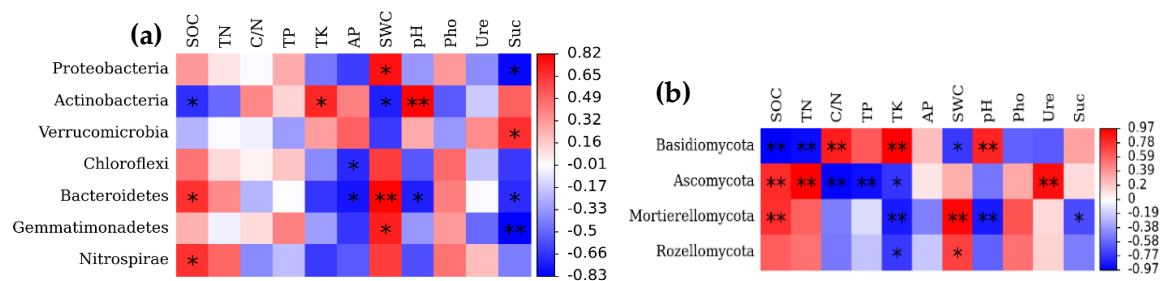 (a)
SOC TN C/N TP TK AP SWC pH Pho Ure Suc
Proteobacteria * *
Actinobacteria * * * **
Verrucomicrobia *
Chloroflexi *
Bacteroidetes * * ** * *
Gemmatimonadetes * **
Nitrospirae *
0.82
0.65
0.49
0.32
0.16
-0.01
-0.17
-0.33
-0.5
-0.66
-0.83
(b)
SOC TN C/N TP TK AP SWC pH Pho Ure Suc
Basidiomycota ** ** ** ** * **
Ascomycota ** ** ** ** * **
Mortierellomycota ** ** ** ** *
Rozellomycota * *
0.97
0.78
0.59
0.39
0.2
0
-0.19
-0.38
-0.58
-0.77
-0.97